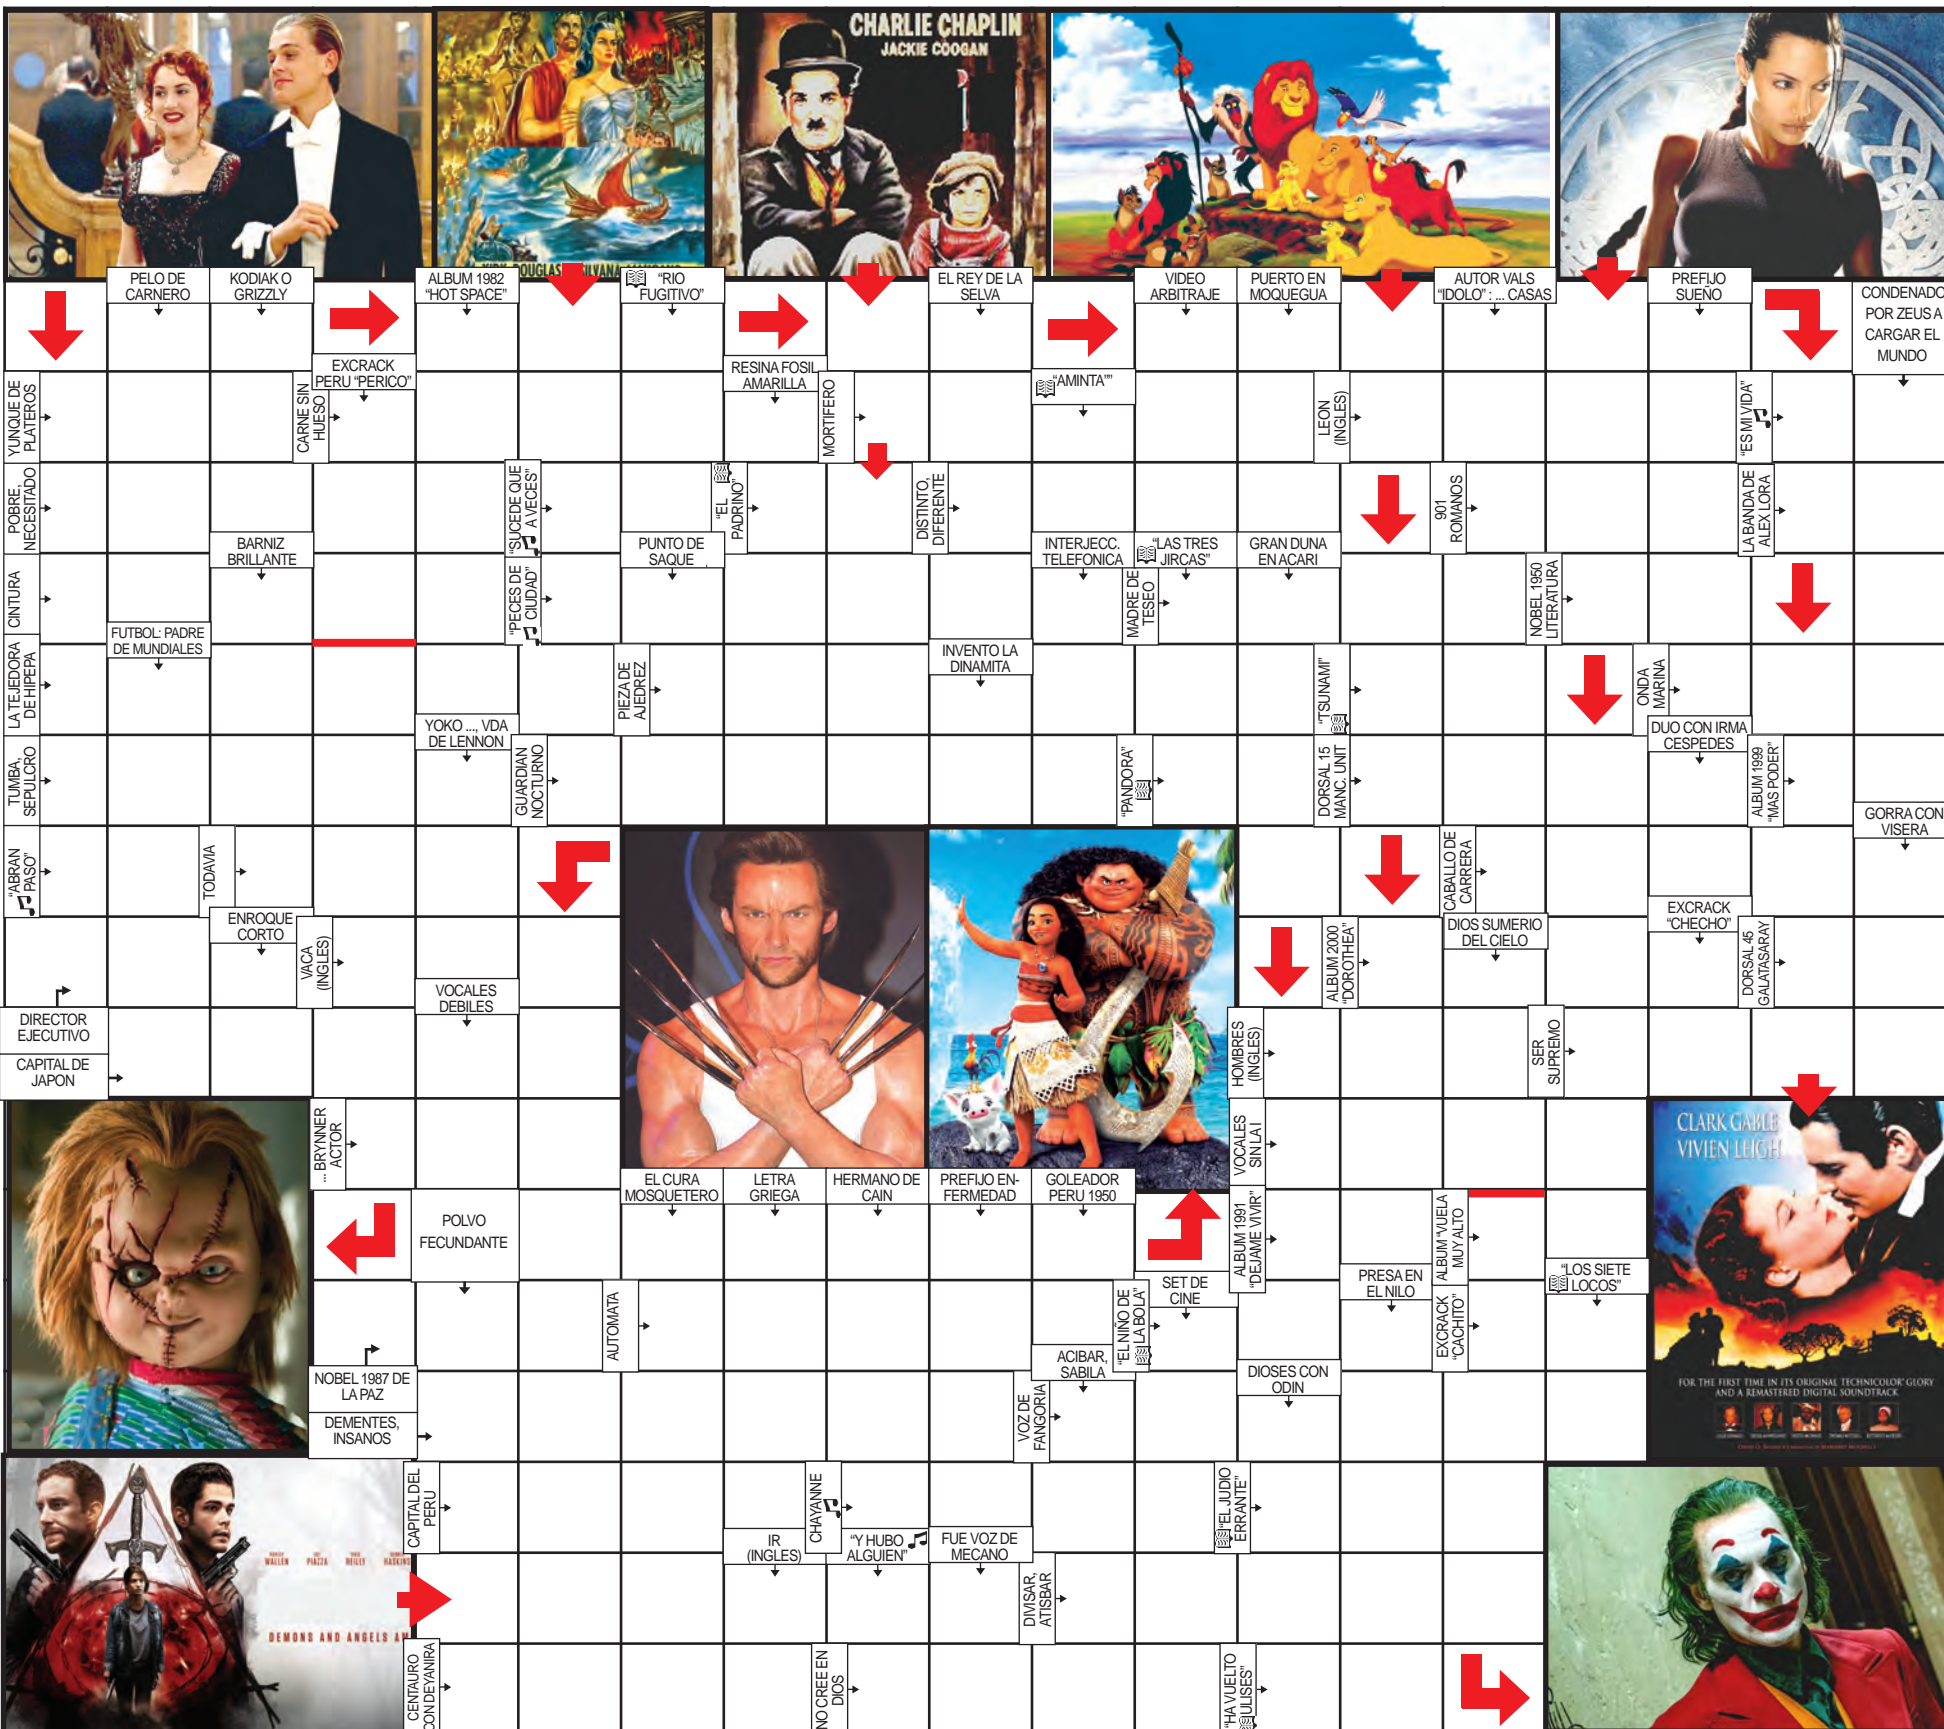 CHARLIE CHAPLIN
JACKIE COOGAN
PELO DE
CARNERO
KODIAK O
GRIZZLY
ALBUM 1982
“HOT SPACE”
“RIO
FUGITIVO”
EL REY DE LA
SELVA
VIDEO
ARBITRAJE
PUERTO EN
MOQUEGUA
AUTOR VALS
“IDOLO” : ... CASAS
PREFIJO
SUEÑO
CONDENADO
POR ZEUS A
CARGAR EL
MUNDO
EXCRACK
PERU “PERICO”
RESINA FOSIL
AMARILLA
“AMINTA””
YUNQUE DE
PLATEROS
CARNE SIN
HUESO
MORTIFERO
LEON
(INGLES)
“ES MI VIDA”
POBRE,
NECESITADO
“SUCEDE QUE
A VECES”
“EL
PADRINO”
DISTINTO,
DIFERENTE
901
ROMANOS
LA BANDA DE
ALEX LORA
BARNIZ
BRILLANTE
PUNTO DE
SAQUE
INTERJECC.
TELEFONICA
“LAS TRES
JIRCAS”
GRAN DUNA
EN ACARI
CINTURA
“PECES DE
CIUDAD”
MADRE DE
TESEO
NOBEL 1950
LITERATURA
FUTBOL: PADRE
DE MUNDIALES
INVENTO LA
DINAMITA
LA TEJEDORA
DE HIPEPA
PIEZA DE
AJEDREZ
“TSUNAMI”
ONDA
MARINA
YOKO ..., VDA
DE LENNON
DUO CON IRMA
CESPEDES
TUMBA,
SEPULCRO
GUARDIAN
NOCTURNO
“PANDORA”
DORSAL 15
MANC. UNIT
ALBUM 1999
“MAS PODER”
GORRA CON
VISERA
“ABRAN
PASO”
TODAVIA
CABALLO DE
CARRERA
ENROQUE
CORTO
EXCRACK
“CHECHO”
VACA
(INGLES)
ALBUM 2000
“DOROTHEA”
DIOS SUMERIO
DEL CIELO
DORSAL 45
GALATASARAY
VOCALES
DEBILES
DIRECTOR
EJECUTIVO
CAPITAL DE
JAPON
HOMBRES
(INGLES)
SER
SUPREMO
... BRYNNER
ACTOR
VOCALES
SIN LA I
CLARK GABLE
VIVIEN LEIGH
EL CURA
MOSQUETERO
LETRA
GRIEGA
HERMANO DE
CAIN
PREFIJO EN-
FERMEDAD
GOLEADOR
PERU 1950
POLVO
FECUNDANTE
ALBUM 1991
“DEJAME VIVIR”
ALBUM “VUELA
MUY ALTO
SET DE
CINE
PRESA EN
EL NILO
“LOS SIETE
LOCOS”
AUTOMATA
“EL NIÑO DE
LA BOLA”
EXCRACK
“CACHITO”
ACIBAR,
SABILA
NOBEL 1987 DE
LA PAZ
DEMENTES,
INSANOS
VOZ DE
FANGORIA
DIOSES CON
ODIN
FOR THE FIRST TIME IN ITS ORIGINAL TECHNICOLOR GLORY
AND A REMASTERED DIGITAL SOUNDTRACK
CAPITAL DEL
PERU
CHAYANNE
“EL JUDIO
ERRANTE”
WALLEN PIAZZA REILLY HASKINS
IR
(INGLES)
“Y HUBO
ALGUIEN”
FUE VOZ DE
MECANO
DIVISAR,
ATISBAR
DEMONS AND ANGELS AM
CENTAURO
CON DEYANIRA
NO CREE EN
DIOS
“HA VUELTO
ULISES”